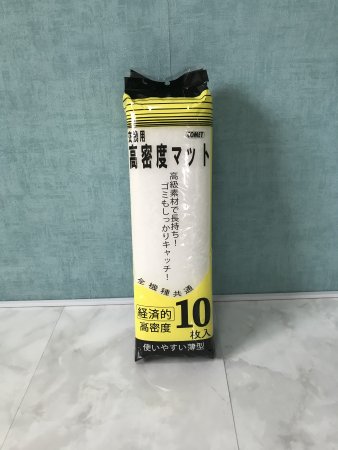 COMET
交換用
高密度マット
高級素材で長持ち!
ゴミもしっかりキャッチ!
全機種共通
経済的
高密度
10
枚入
使いやすい薄型